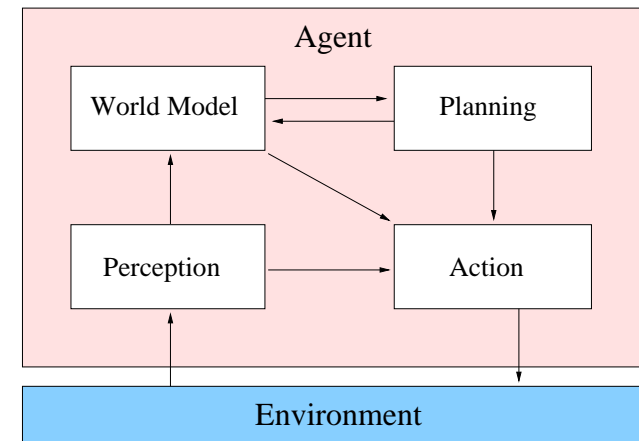 Agent
World Model
Planning
Perception
Action
Environment